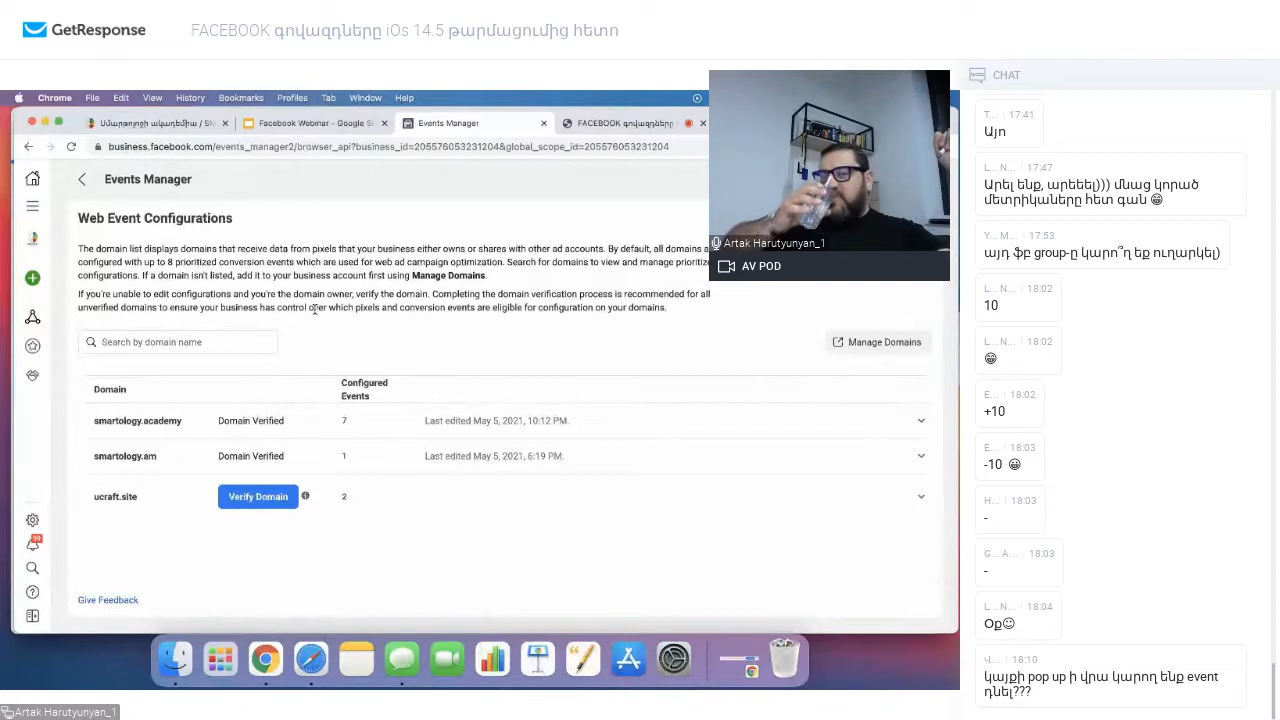 GetResponse
FACEBOOK գովազդները iOs 14.5 թարմացումից հետո
Chrome File Edit View History Bookmarks Profiles Tab Window Help
Սմարթոլոջի ակադեմիա / SM
Facebook Webinar – Google Sl
Events Manager
FACEBOOK գովազդները
business.facebook.com/events_manager2/browser_api?business_id=205576053231204&global_scope_id=205576053231204
Events Manager
Web Event Configurations
The domain list displays domains that receive data from pixels that your business either owns or shares with other ad accounts. By default, all domains a
configured with up to 8 prioritized conversion events which are used for web ad campaign optimization. Search for domains to view and manage prioritiz
configurations. If a domain isn't listed, add it to your business account first using Manage Domains.
If you're unable to edit configurations and you're the domain owner, verify the domain. Completing the domain verification process is recommended for all
unverified domains to ensure your business has control over which pixels and conversion events are eligible for configuration on your domains.
Search by domain name
Manage Domains
Domain
Configured
Events
smartology.academy Domain Verified 7 Last edited May 5, 2021, 10:12 PM.
smartology.am Domain Verified 1 Last edited May 5, 2021, 6:19 PM.
ucraft.site Verify Domain 2
Give Feedback
Artak Harutyunyan_1
AV POD
CHAT
T... 17:41
Այո
L... N... 17:47
Արել ենք, արեեել))) մնաց կորած
մետրիկաները հետ գան 😁
Y... M... 17:53
այդ ֆբ group-ը կարո՞ղ եք ուղարկել)
L... N... 18:02
10
L... N... 18:02
😁
E... 18:02
+10
E... 18:03
-10 😀
H... 18:03
-
G... A... 18:03
-
L... N... 18:04
Օք☺
Վ... 18:10
կայքի pop up ի վրա կարող ենք event
դնել???
Artak Harutyunyan_1